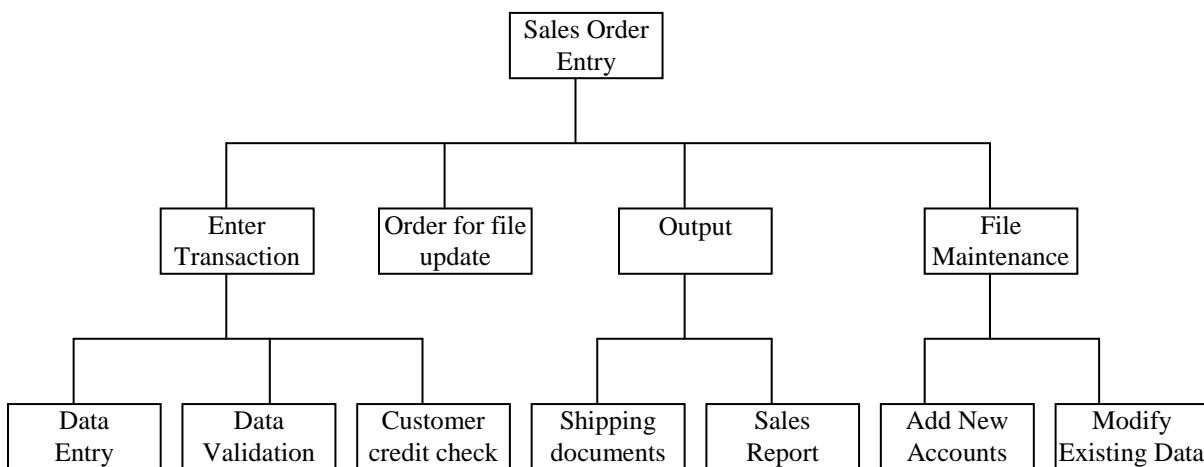 Sales Order
Entry
Enter
Transaction
Order for file
update
Output
File
Maintenance
Data
Entry
Data
Validation
Customer
credit check
Shipping
documents
Sales
Report
Add New
Accounts
Modify
Existing Data